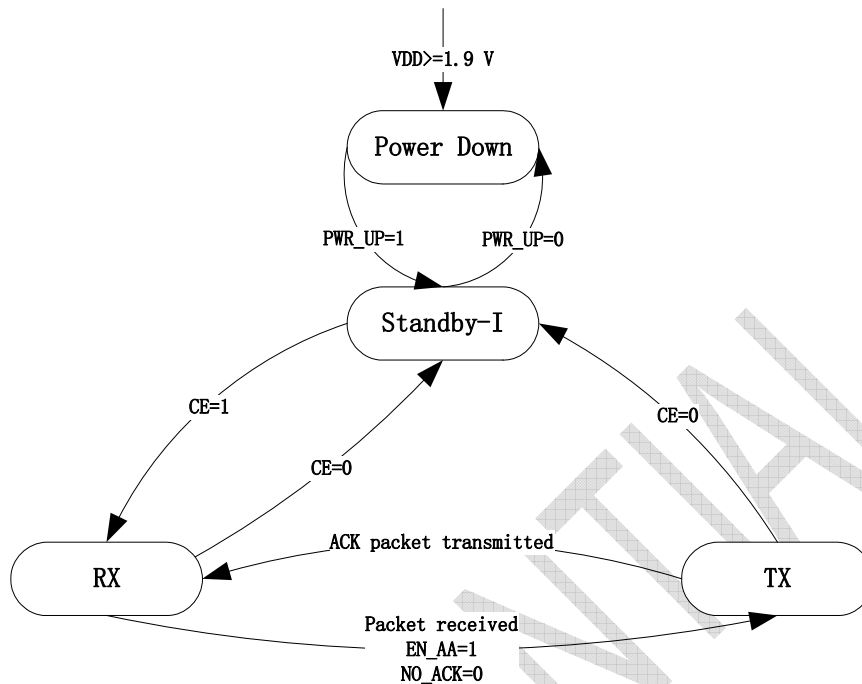 VDD>=1.9 V
Power Down
PWR_UP=1
PWR_UP=0
Standby-I
CE=1
CE=0
CE=0
ACK packet transmitted
RX
TX
Packet received
EN_AA=1
NO_ACK=0
NTIAL